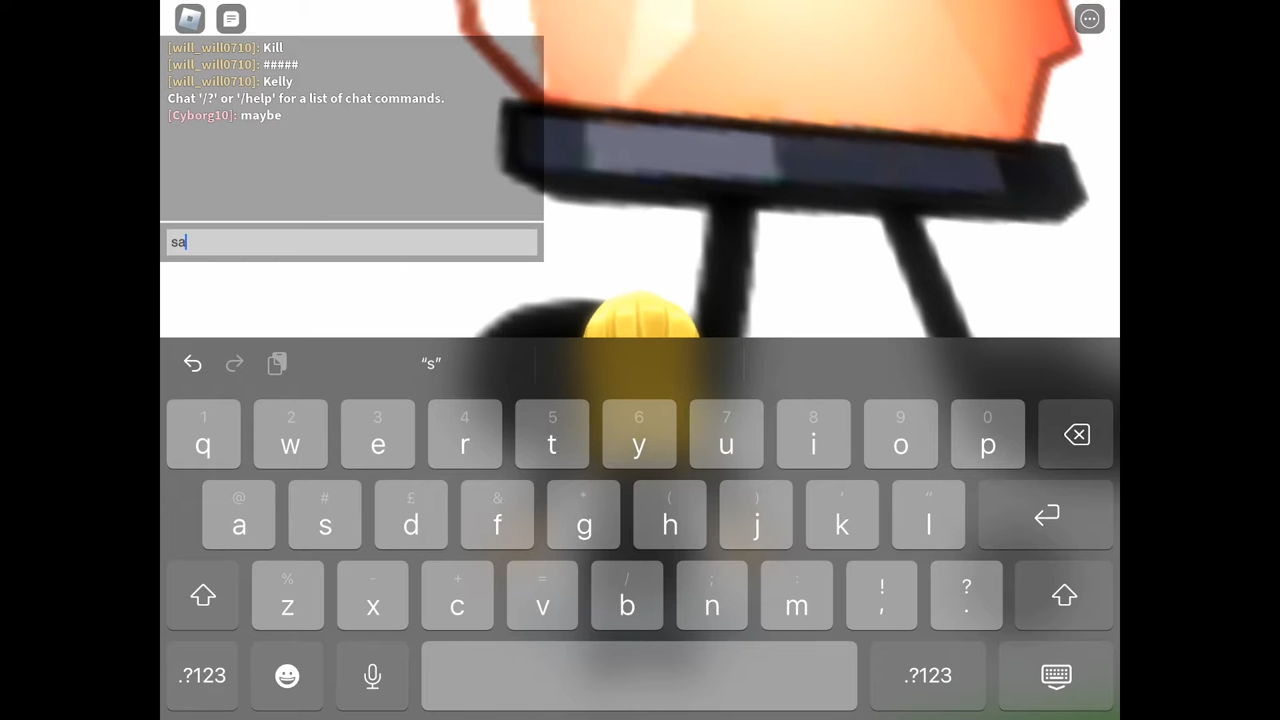 [will_will0710]: Kill
[will_will0710]: #####
[will_will0710]: Kelly
Chat '/?' or '/help' for a list of chat commands.
[Cyborg10]: maybe
sa
“s”
1 2 3 4 5 6 7 8 9 0
q w e r t y u i o p
@ # £ & * ( ) ' "
a s d f g h j k l
% - + = / ; : ! ?
z x c v b n m , .
.?123 .?123